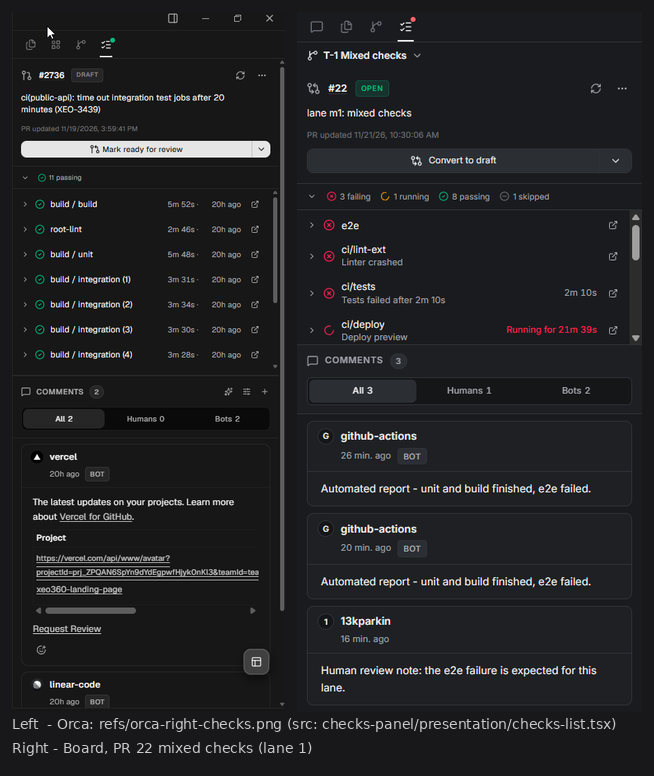 #2736 DRAFT
ci(public-api): time out integration test jobs after 20
minutes (XEO-3439)
PR updated 11/19/2026, 3:59:41 PM
Mark ready for review
11 passing
build / build 5m 52s · 20h ago
root-lint 2m 46s · 20h ago
build / unit 5m 48s · 20h ago
build / integration (1) 3m 31s · 20h ago
build / integration (2) 3m 34s · 20h ago
build / integration (3) 3m 30s · 20h ago
build / integration (4) 3m 28s · 20h ago
COMMENTS 2
All 2 Humans 0 Bots 2
vercel
20h ago BOT
The latest updates on your projects. Learn more
about Vercel for GitHub.
Project
https://vercel.com/api/www/avatar?
projectId=prj_ZPQAN6SpYn9dYdEgpwfHjykOnKI3&teamId=tea
xeo360-landing-page
Request Review
linear-code
20h ago BOT
T-1 Mixed checks
#22 OPEN
lane m1: mixed checks
PR updated 11/21/26, 10:30:06 AM
Convert to draft
3 failing 1 running 8 passing 1 skipped
e2e
ci/lint-ext
Linter crashed
ci/tests
Tests failed after 2m 10s 2m 10s
ci/deploy
Deploy preview Running for 21m 39s
COMMENTS 3
All 3 Humans 1 Bots 2
G github-actions
26 min. ago BOT
Automated report - unit and build finished, e2e failed.
G github-actions
20 min. ago BOT
Automated report - unit and build finished, e2e failed.
1 13kparkin
16 min. ago
Human review note: the e2e failure is expected for this
lane.
Left - Orca: refs/orca-right-checks.png (src: checks-panel/presentation/checks-list.tsx)
Right - Board, PR 22 mixed checks (lane 1)